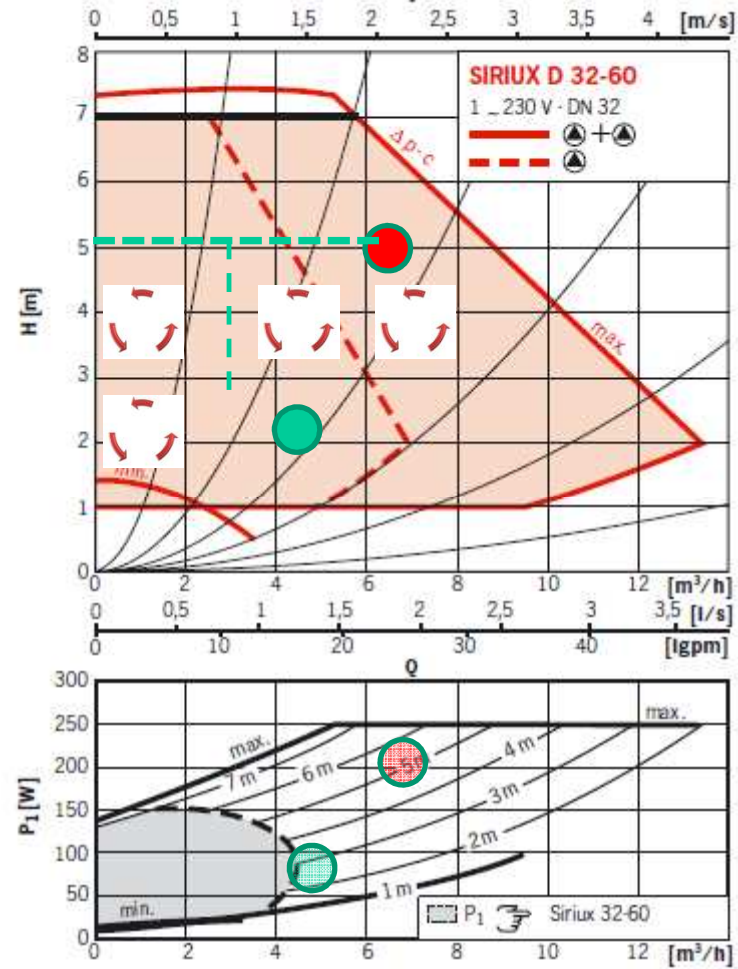 Q
0 0,5 1 1,5 2 2,5 3 3,5 4 [m/s]
8
7
6
5
4
3
2
1
0
H [m]
SIRIUX D 32-60
1 ~ 230 V - DN 32
+
Δp-c
max.
min.
0 2 4 6 8 10 12 [m³/h]
0 0,5 1 1,5 2 2,5 3 3,5 [l/s]
0 10 20 30 40 [Igpm]
Q
300
250
200
150
100
50
0
P₁ [W]
max.
max.
7 m
6 m
5m
4 m
3m
2m
1m
min.
P₁ Siriux 32-60
0 2 4 6 8 10 12 [m³/h]